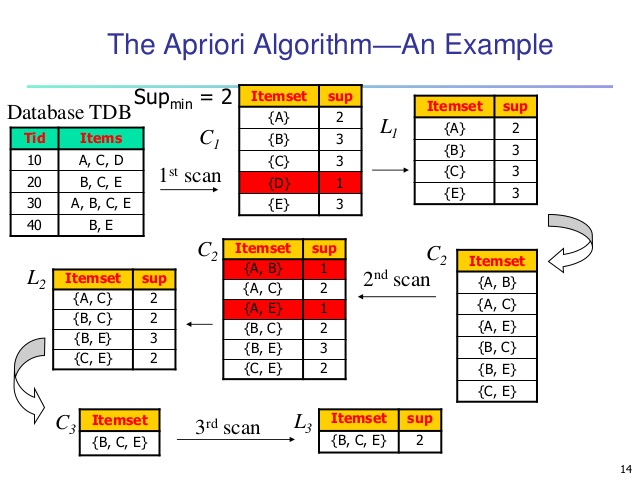 The Apriori Algorithm—An Example
Database TDB
Tid Items
10 A, C, D
20 B, C, E
30 A, B, C, E
40 B, E
Supmin = 2
1st scan
C1
Itemset sup
{A} 2
{B} 3
{C} 3
{D} 1
{E} 3
L1
Itemset sup
{A} 2
{B} 3
{C} 3
{E} 3
C2
Itemset
{A, B}
{A, C}
{A, E}
{B, C}
{B, E}
{C, E}
2nd scan
C2
Itemset sup
{A, B} 1
{A, C} 2
{A, E} 1
{B, C} 2
{B, E} 3
{C, E} 2
L2
Itemset sup
{A, C} 2
{B, C} 2
{B, E} 3
{C, E} 2
C3
Itemset
{B, C, E}
3rd scan
L3
Itemset sup
{B, C, E} 2
14